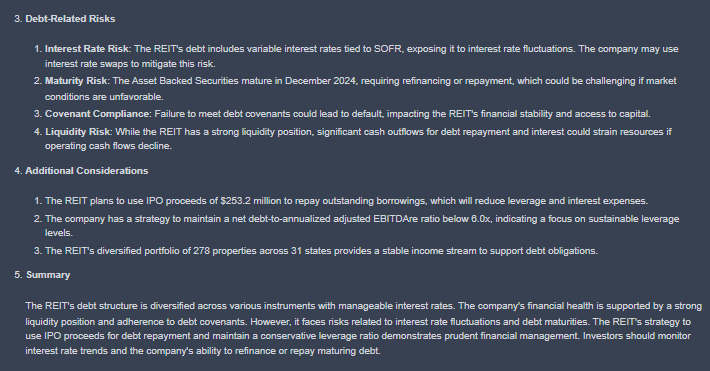 3. Debt-Related Risks
1. Interest Rate Risk: The REIT's debt includes variable interest rates tied to SOFR, exposing it to interest rate fluctuations. The company may use
interest rate swaps to mitigate this risk.
2. Maturity Risk: The Asset Backed Securities mature in December 2024, requiring refinancing or repayment, which could be challenging if market
conditions are unfavorable.
3. Covenant Compliance: Failure to meet debt covenants could lead to default, impacting the REIT's financial stability and access to capital.
4. Liquidity Risk: While the REIT has a strong liquidity position, significant cash outflows for debt repayment and interest could strain resources if
operating cash flows decline.
4. Additional Considerations
1. The REIT plans to use IPO proceeds of $253.2 million to repay outstanding borrowings, which will reduce leverage and interest expenses.
2. The company has a strategy to maintain a net debt-to-annualized adjusted EBITDAre ratio below 6.0x, indicating a focus on sustainable leverage
levels.
3. The REIT's diversified portfolio of 278 properties across 31 states provides a stable income stream to support debt obligations.
5. Summary
The REIT's debt structure is diversified across various instruments with manageable interest rates. The company's financial health is supported by a strong
liquidity position and adherence to debt covenants. However, it faces risks related to interest rate fluctuations and debt maturities. The REIT's strategy to
use IPO proceeds for debt repayment and maintain a conservative leverage ratio demonstrates prudent financial management. Investors should monitor
interest rate trends and the company's ability to refinance or repay maturing debt.